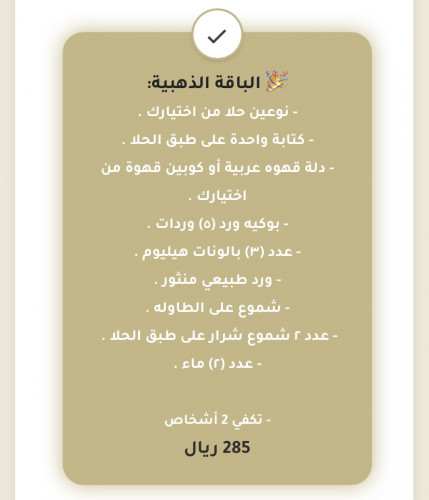 🎉 الباقة الذهبية:
- نوعين حلا من اختيارك .
- كتابة واحدة على طبق الحلا .
- دلة قهوه عربية أو كوبين قهوة من
اختيارك .
- بوكيه ورد (٥) وردات .
- عدد (٣) بالونات هيليوم .
- ورد طبيعي منثور .
- شموع على الطاوله .
- عدد ٢ شموع شرار على طبق الحلا .
- عدد (٢) ماء .
- تكفي 2 أشخاص
285 ريال